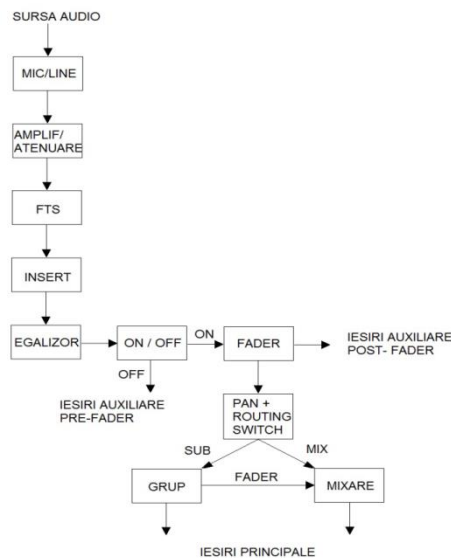 SURSA AUDIO
MIC/LINE
AMPLIF/
ATENUARE
FTS
INSERT
EGALIZOR
ON / OFF
ON
FADER
IESIRI AUXILIARE
POST- FADER
OFF
IESIRI AUXILIARE
PRE-FADER
PAN +
ROUTING
SWITCH
SUB
MIX
GRUP
FADER
MIXARE
IESIRI PRINCIPALE